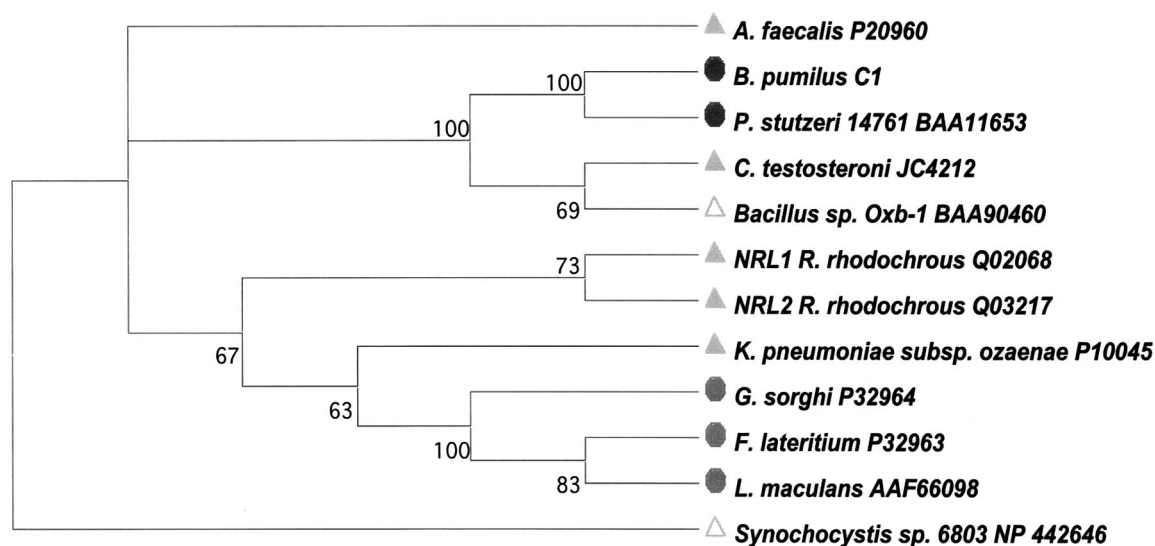 A. faecalis P20960
100 B. pumilus C1
100
P. stutzeri 14761 BAA11653
C. testosteroni JC4212
69 Bacillus sp. Oxb-1 BAA90460
73 NRL1 R. rhodochrous Q02068
NRL2 R. rhodochrous Q03217
67 K. pneumoniae subsp. ozaenae P10045
63 G. sorghi P32964
100 F. lateritium P32963
83 L. maculans AAF66098
Synochocystis sp. 6803 NP 442646